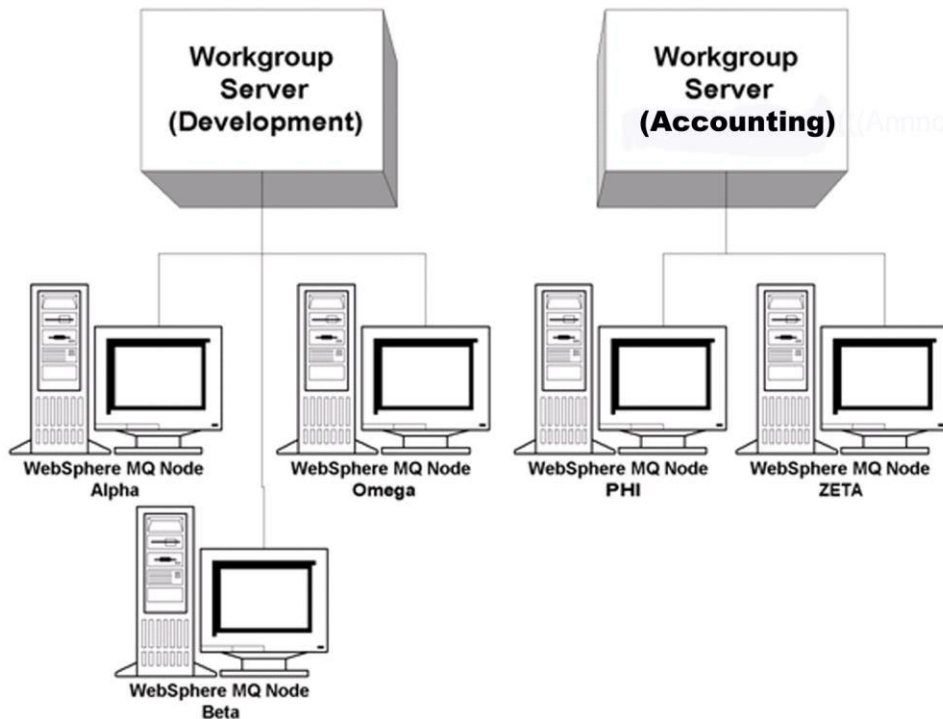 Workgroup
Server
(Development)
Workgroup
Server
(Accounting)
WebSphere MQ Node
Alpha
WebSphere MQ Node
Omega
WebSphere MQ Node
PHI
WebSphere MQ Node
ZETA
WebSphere MQ Node
Beta